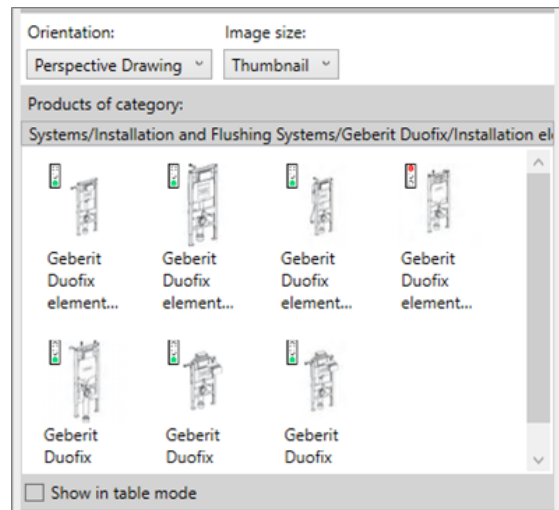 Orientation: Image size:
Perspective Drawing Thumbnail
Products of category:
Systems/Installation and Flushing Systems/Geberit Duofix/Installation el
Geberit Geberit Geberit Geberit
Duofix Duofix Duofix Duofix
element... element... element... element...
Geberit Geberit Geberit
Duofix Duofix Duofix
Show in table mode